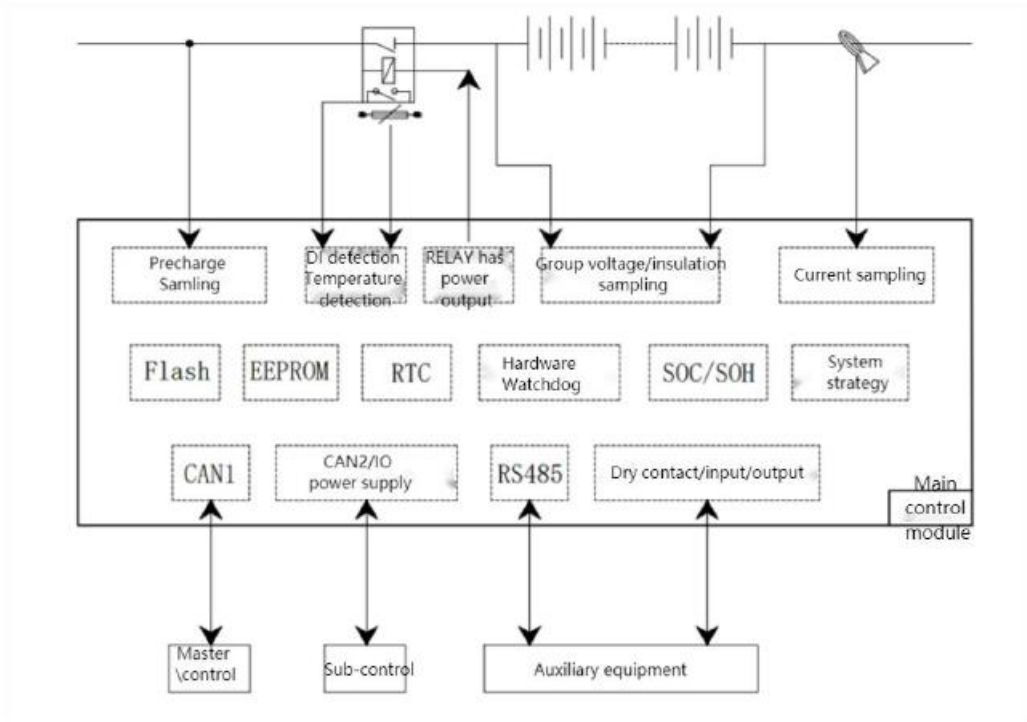 Precharge
Samling
DI detection
Temperature
detection
RELAY has
power
output
Group voltage/insulation
sampling
Current sampling
Flash
EEPROM
RTC
Hardware
Watchdog
SOC/SOH
System
strategy
CAN1
CAN2/IO
power supply
RS485
Dry contact/input/output
Main
control
module
Master
\control
Sub-control
Auxiliary equipment